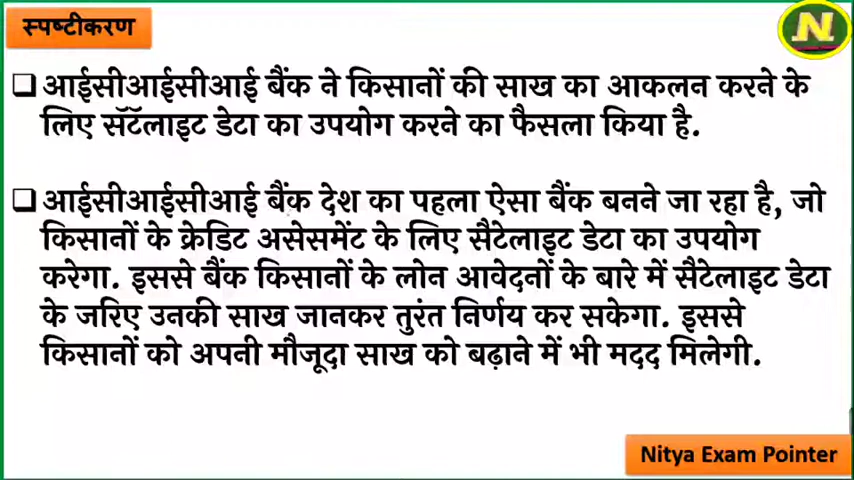 स्पष्टीकरण
N
❑ आईसीआईसीआई बैंक ने किसानों की साख का आकलन करने के
लिए सॅटॅलाइट डेटा का उपयोग करने का फैसला किया है.
❑ आईसीआईसीआई बैंक देश का पहला ऐसा बैंक बनने जा रहा है, जो
किसानों के क्रेडिट असेसमेंट के लिए सैटेलाइट डेटा का उपयोग
करेगा. इससे बैंक किसानों के लोन आवेदनों के बारे में सैटेलाइट डेटा
के जरिए उनकी साख जानकर तुरंत निर्णय कर सकेगा. इससे
किसानों को अपनी मौजूदा साख को बढ़ाने में भी मदद मिलेगी.
Nitya Exam Pointer